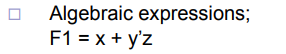 Algebraic expressions;
F1 = x + y’z